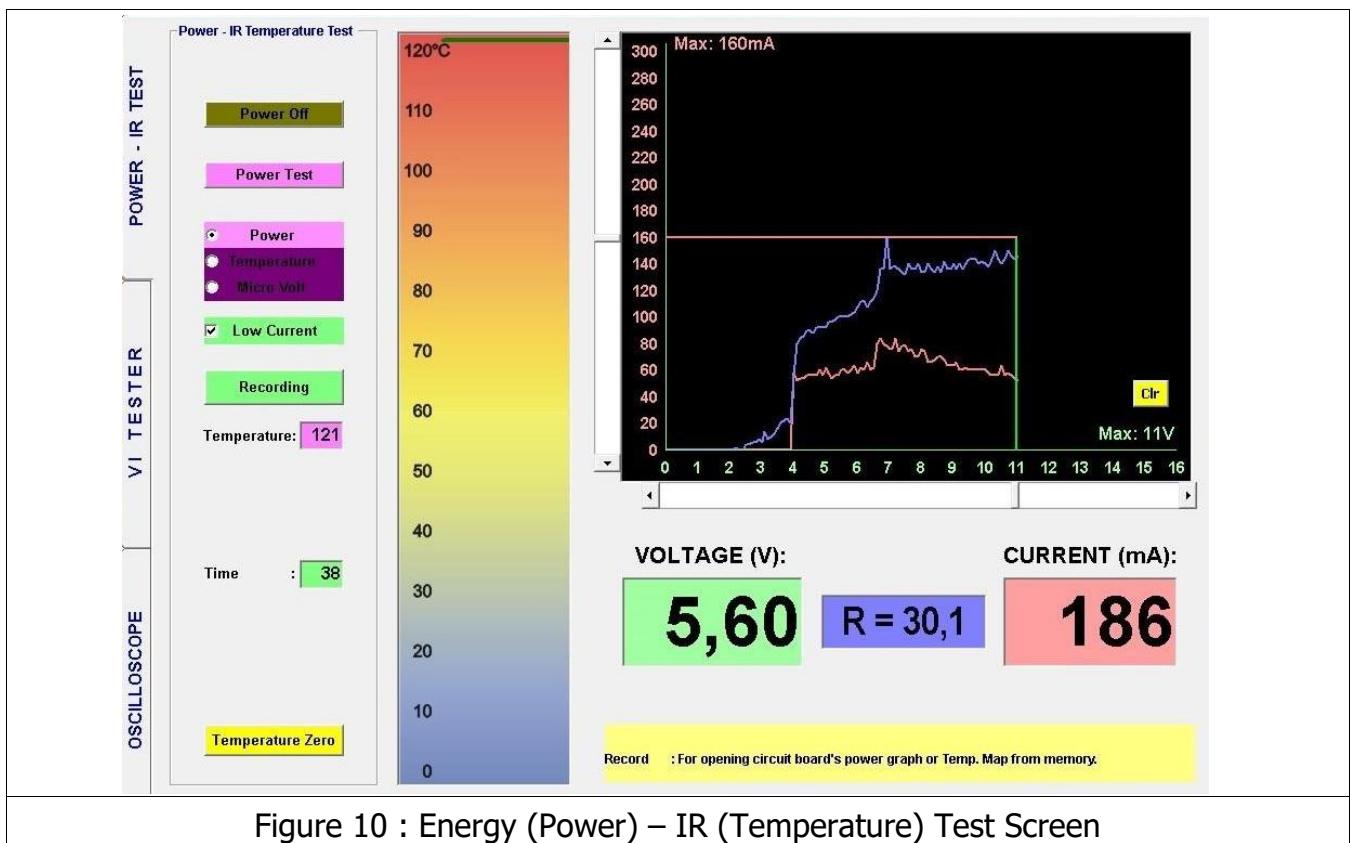 POWER - IR TEST
VI TESTER
OSCILLOSCOPE
Power - IR Temperature Test
Power Off
Power Test
Power
Temperature
Micro Volt
Low Current
Recording
Temperature: 121
Time : 38
Temperature Zero
120°C
110
100
90
80
70
60
50
40
30
20
10
0
Max: 160mA
300
280
260
240
220
200
180
160
140
120
100
80
60
40
20
0
Clr
Max: 11V
0 1 2 3 4 5 6 7 8 9 10 11 12 13 14 15 16
VOLTAGE (V):
5,60
R = 30,1
CURRENT (mA):
186
Record : For opening circuit board's power graph or Temp. Map from memory.
Figure 10 : Energy (Power) – IR (Temperature) Test Screen